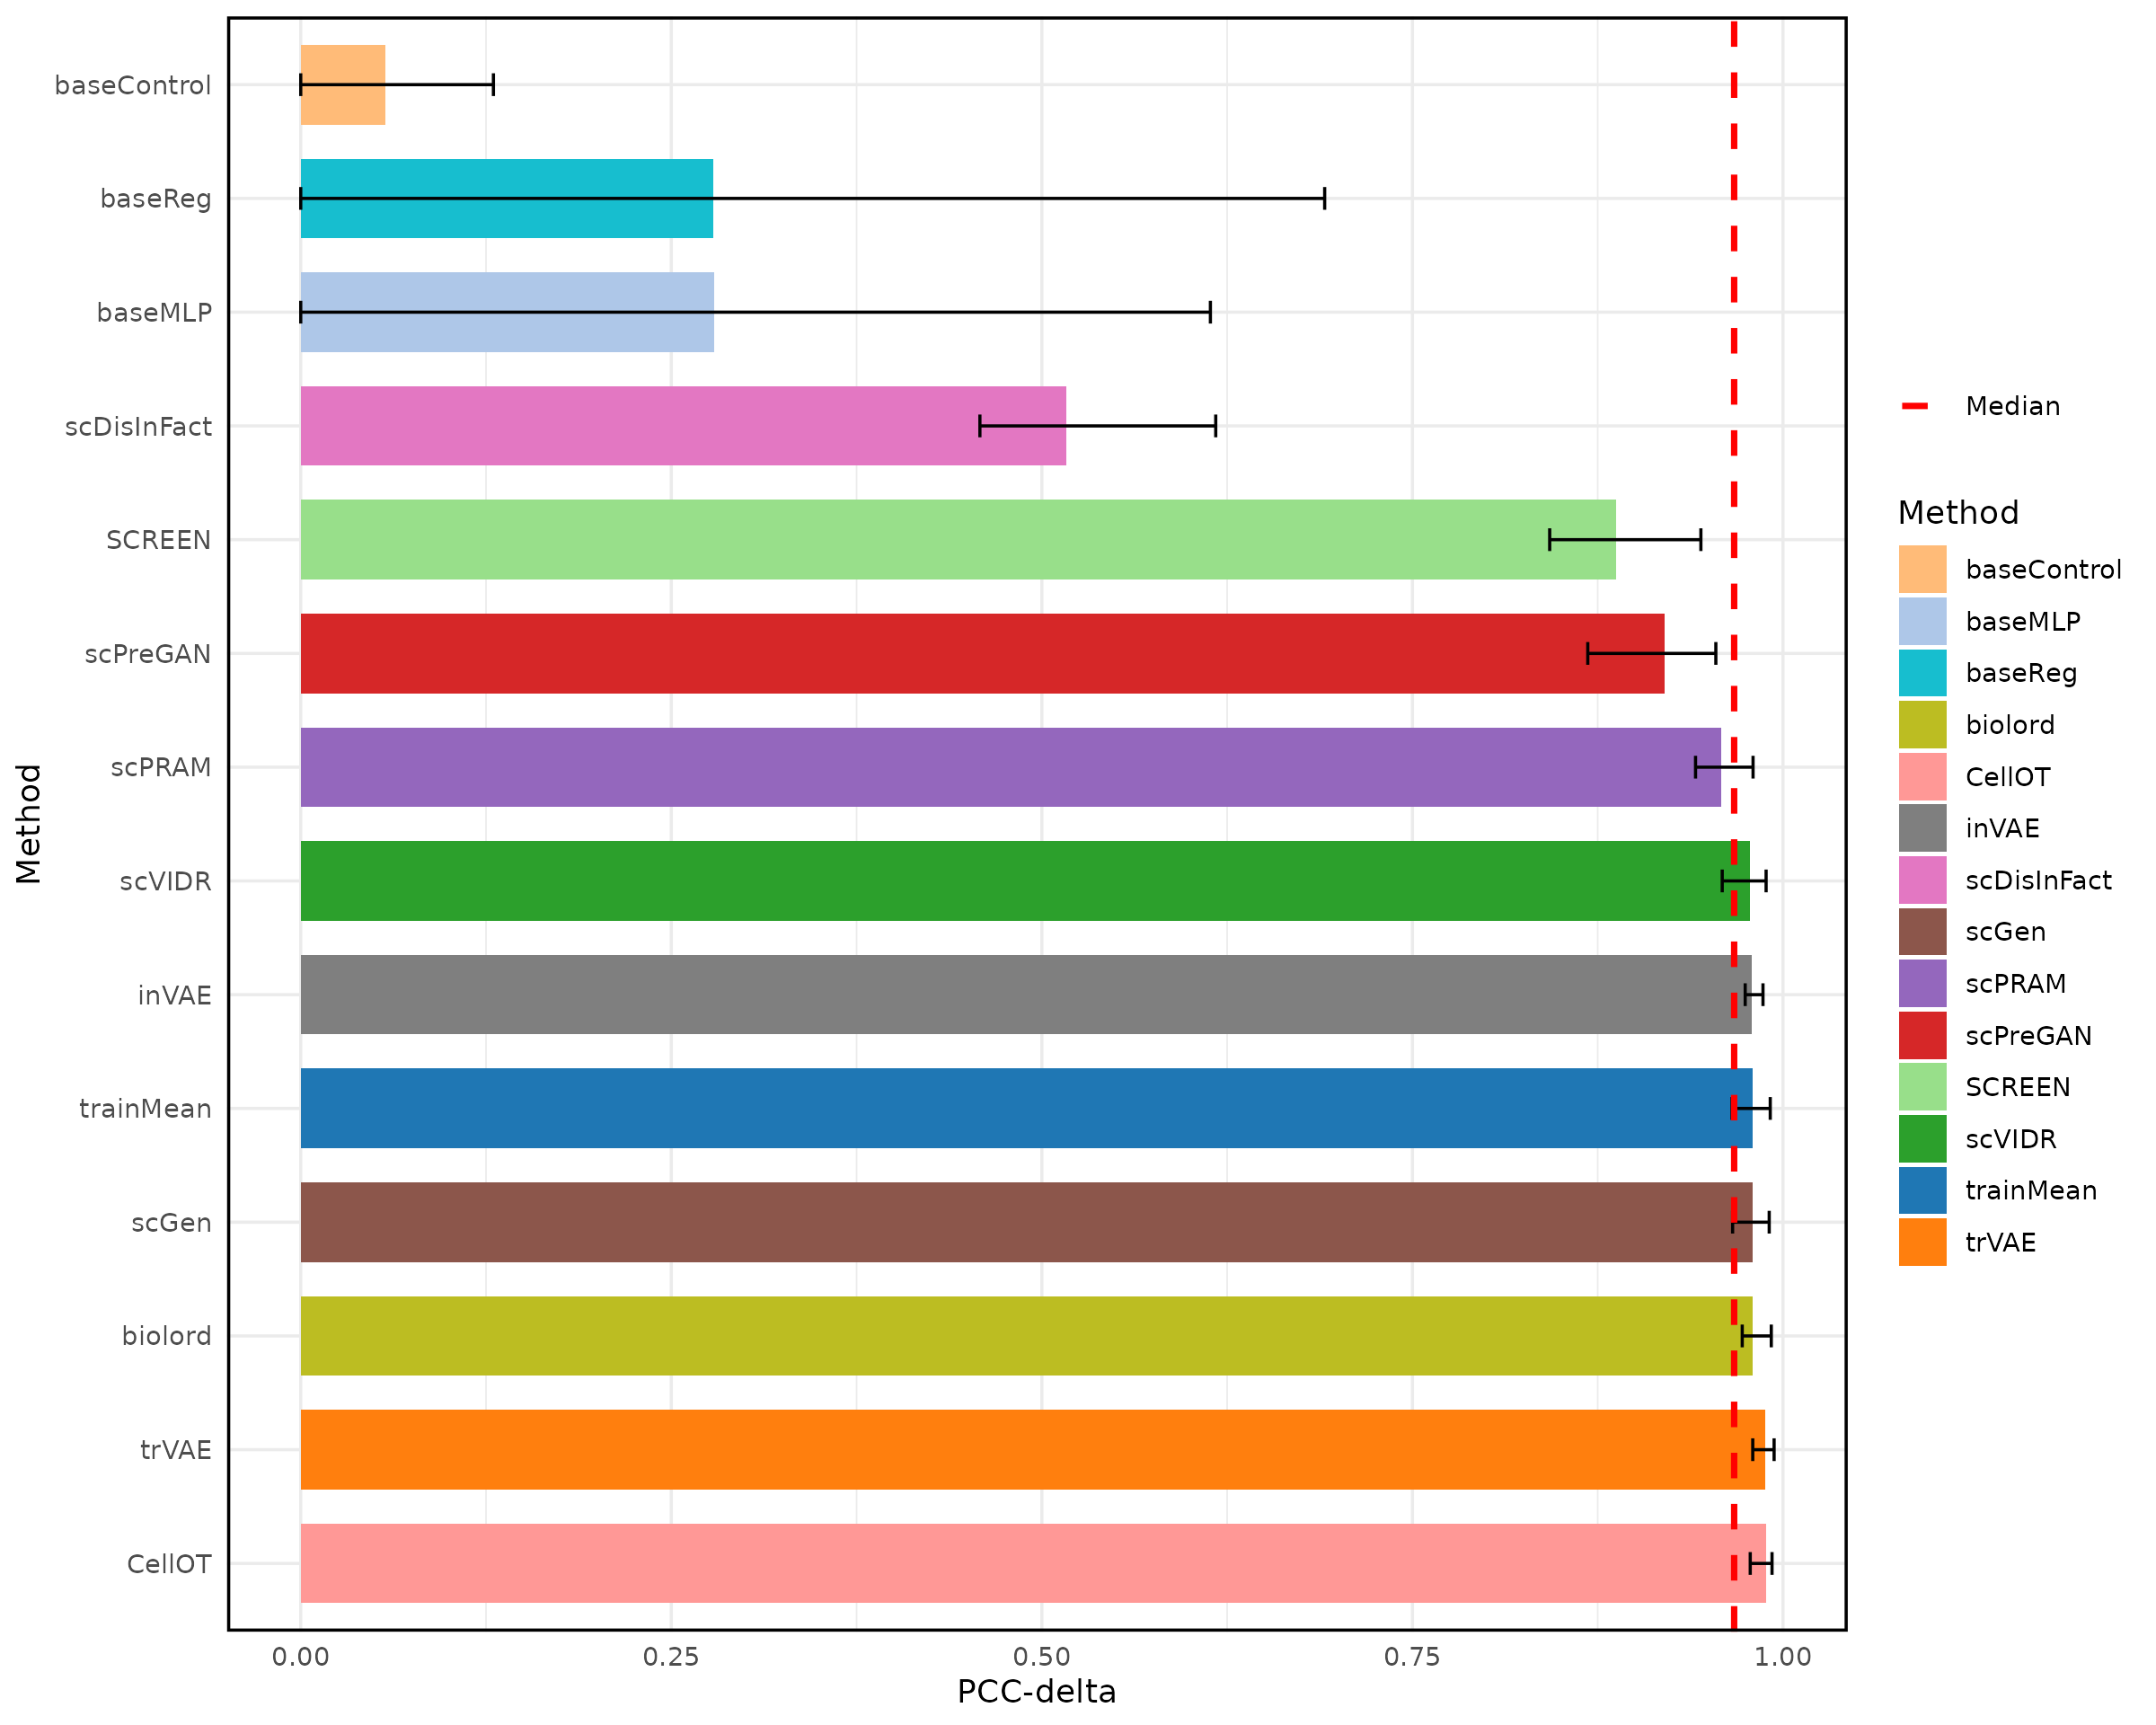 Method
baseControl
baseReg
baseMLP
scDisInFact
SCREEN
scPreGAN
scPRAM
scVIDR
inVAE
trainMean
scGen
biolord
trVAE
CellOT
0.00 0.25 0.50 0.75 1.00
PCC-delta
Median
Method
baseControl
baseMLP
baseReg
biolord
CellOT
inVAE
scDisInFact
scGen
scPRAM
scPreGAN
SCREEN
scVIDR
trainMean
trVAE